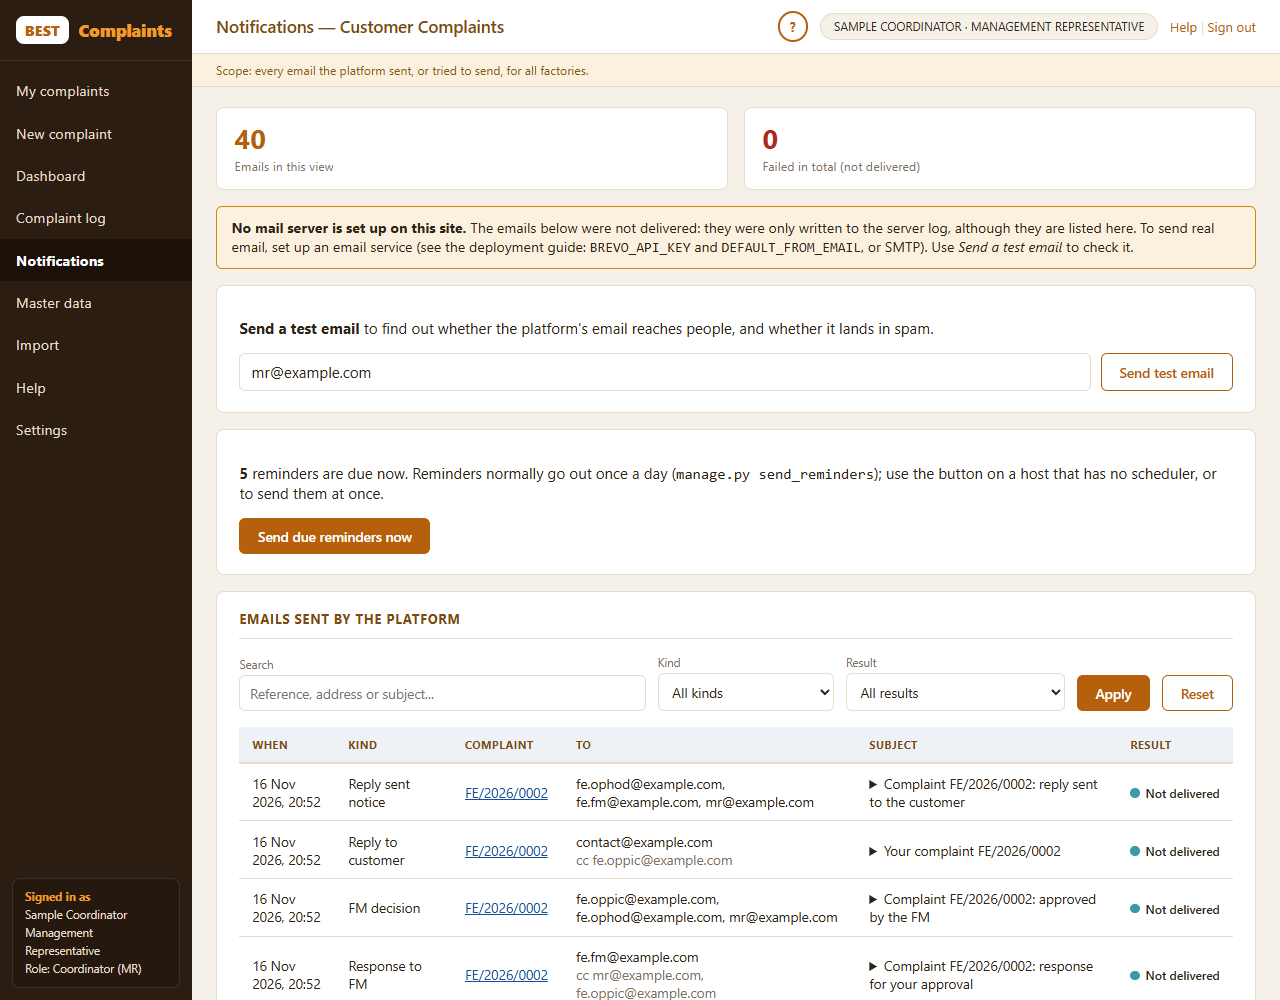 BEST Complaints
My complaints
New complaint
Dashboard
Complaint log
Notifications
Master data
Import
Help
Settings
Signed in as
Sample Coordinator
Management
Representative
Role: Coordinator (MR)
Notifications — Customer Complaints
?
SAMPLE COORDINATOR · MANAGEMENT REPRESENTATIVE
Help | Sign out
Scope: every email the platform sent, or tried to send, for all factories.
40
Emails in this view
0
Failed in total (not delivered)
No mail server is set up on this site. The emails below were not delivered: they were only written to the server log, although they are listed here. To send real
email, set up an email service (see the deployment guide: BREVO_API_KEY and DEFAULT_FROM_EMAIL, or SMTP). Use Send a test email to check it.
Send a test email to find out whether the platform's email reaches people, and whether it lands in spam.
mr@example.com
Send test email
5 reminders are due now. Reminders normally go out once a day (manage.py send_reminders); use the button on a host that has no scheduler, or
to send them at once.
Send due reminders now
EMAILS SENT BY THE PLATFORM
Search
Kind
Result
Reference, address or subject...
All kinds
All results
Apply
Reset
WHEN KIND COMPLAINT TO SUBJECT RESULT
16 Nov
2026, 20:52
Reply sent
notice
FE/2026/0002
fe.ophod@example.com,
fe.fm@example.com, mr@example.com
▶ Complaint FE/2026/0002: reply sent
to the customer
Not delivered
16 Nov
2026, 20:52
Reply to
customer
FE/2026/0002
contact@example.com
cc fe.oppic@example.com
▶ Your complaint FE/2026/0002
Not delivered
16 Nov
2026, 20:52
FM decision
FE/2026/0002
fe.oppic@example.com,
fe.ophod@example.com, mr@example.com
▶ Complaint FE/2026/0002: approved
by the FM
Not delivered
16 Nov
2026, 20:52
Response to
FM
FE/2026/0002
fe.fm@example.com
cc mr@example.com,
fe.oppic@example.com
▶ Complaint FE/2026/0002: response
for your approval
Not delivered